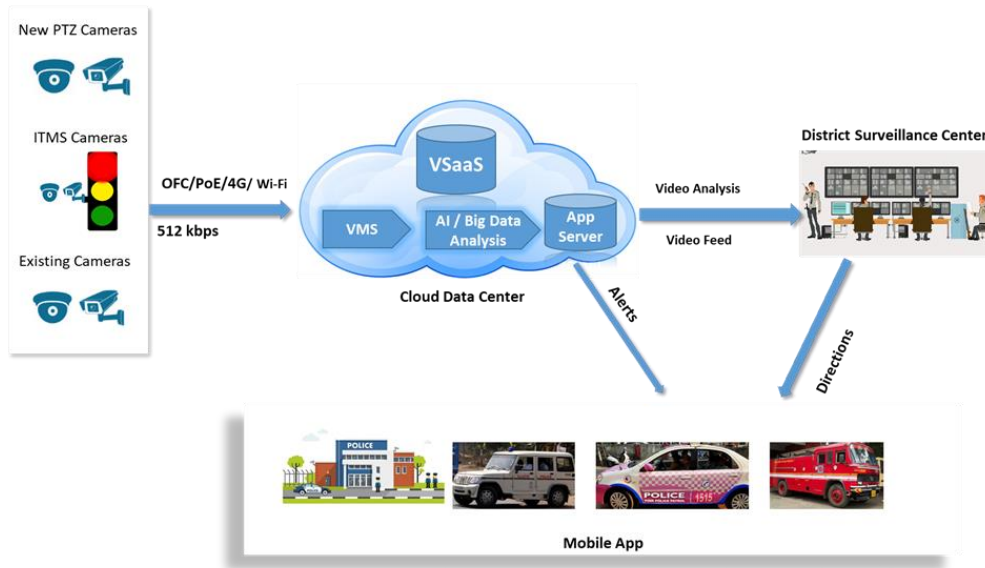 New PTZ Cameras
ITMS Cameras
Existing Cameras
OFC/PoE/4G/ Wi-Fi
512 kbps
VSaaS
VMS
AI / Big Data
Analysis
App
Server
Cloud Data Center
Video Analysis
Video Feed
District Surveillance Center
Alerts
Directions
POLICE
POLICE
1515
Mobile App